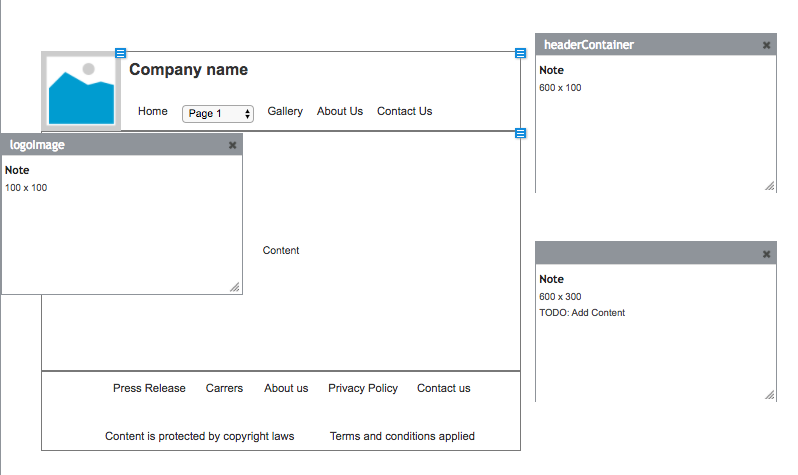 headerContainer
Note
600 x 100
Company name
Home Page 1 Gallery About Us Contact Us
logoImage
Note
100 x 100
Content
Note
600 x 300
TODO: Add Content
Press Release Carrers About us Privacy Policy Contact us
Content is protected by copyright laws Terms and conditions applied